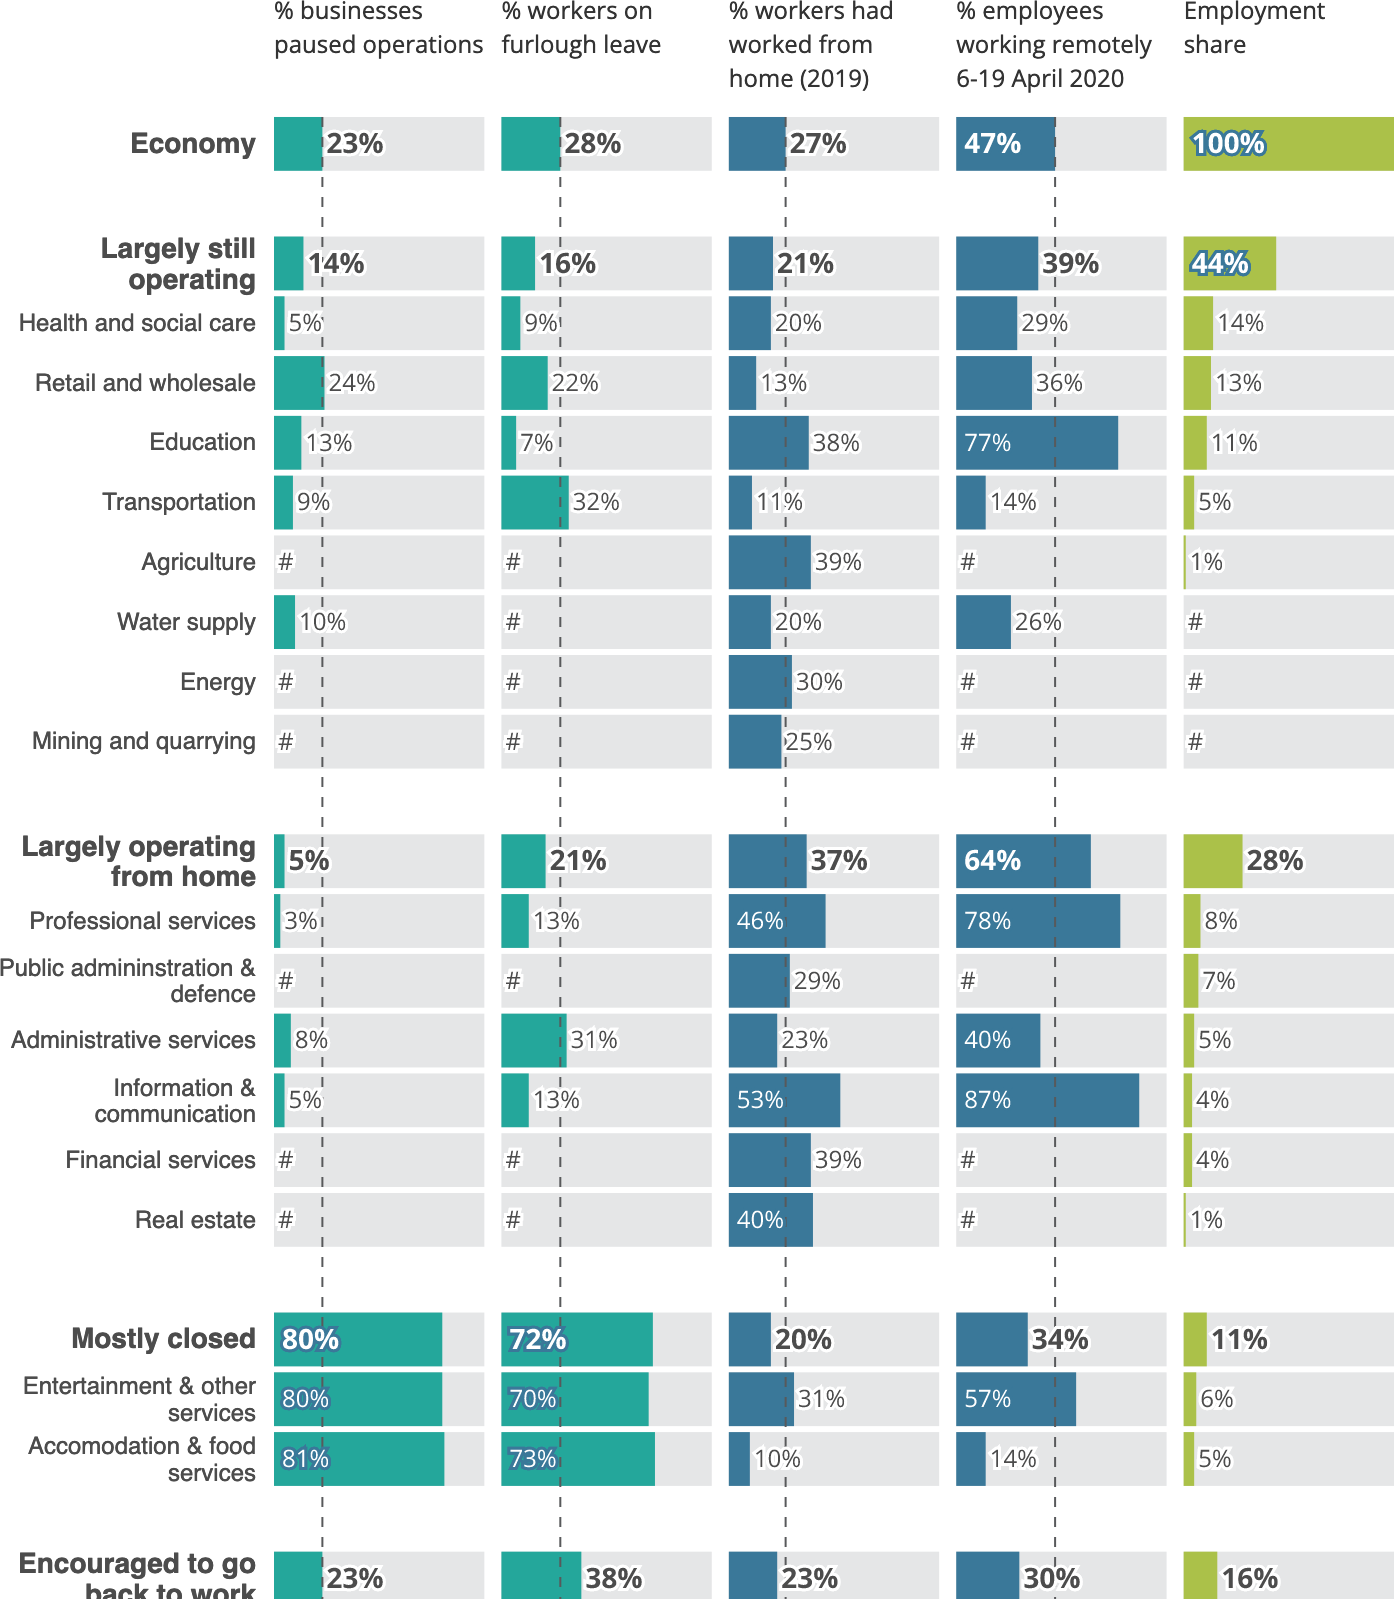 % businesses
paused operations
% workers on
furlough leave
% workers had
worked from
home (2019)
% employees
working remotely
6-19 April 2020
Employment
share
Economy 23% 28% 27% 47% 100%
Largely still
operating
14% 16% 21% 39% 44%
Health and social care 5% 9% 20% 29% 14%
Retail and wholesale 24% 22% 13% 36% 13%
Education 13% 7% 38% 77% 11%
Transportation 9% 32% 11% 14% 5%
Agriculture # # 39% # 1%
Water supply 10% # 20% 26% #
Energy # # 30% # #
Mining and quarrying # # 25% # #
Largely operating
from home
5% 21% 37% 64% 28%
Professional services 3% 13% 46% 78% 8%
Public admininstration &
defence
# # 29% # 7%
Administrative services 8% 31% 23% 40% 5%
Information &
communication
5% 13% 53% 87% 4%
Financial services # # 39% # 4%
Real estate # # 40% # 1%
Mostly closed 80% 72% 20% 34% 11%
Entertainment & other
services
80% 70% 31% 57% 6%
Accomodation & food
services
81% 73% 10% 14% 5%
Encouraged to go
back to work
23% 38% 23% 30% 16%